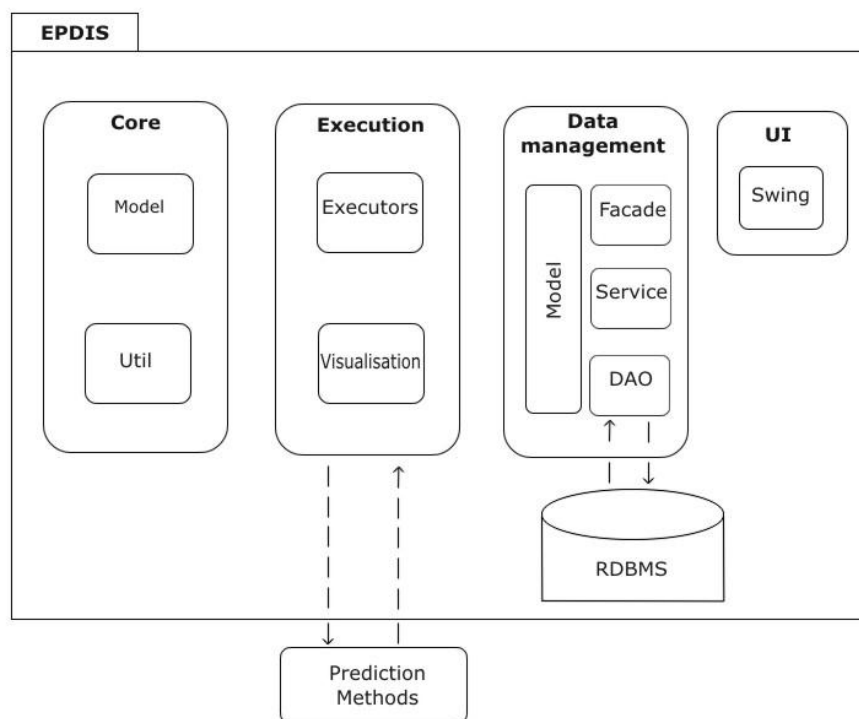 EPDIS
Core
Model
Util
Execution
Executors
Visualisation
Data
management
Model
Facade
Service
DAO
RDBMS
UI
Swing
Prediction
Methods